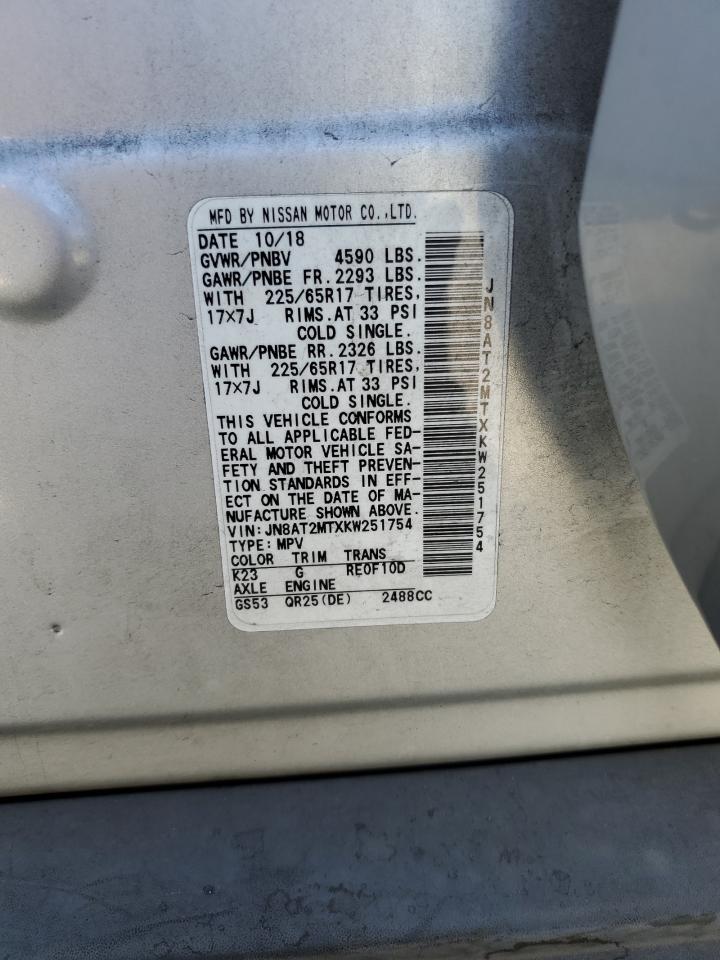 MFD BY NISSAN MOTOR CO.,LTD.
DATE 10/18
GVWR/PNBV 4590 LBS.
GAWR/PNBE FR. 2293 LBS.
WITH 225/65R17 TIRES,
17×7J RIMS. AT 33 PSI
COLD SINGLE.
GAWR/PNBE RR. 2326 LBS.
WITH 225/65R17 TIRES,
17×7J RIMS. AT 33 PSI
COLD SINGLE.
THIS VEHICLE CONFORMS
TO ALL APPLICABLE FED-
ERAL MOTOR VEHICLE SA-
FETY AND THEFT PREVEN-
TION STANDARDS IN EFF-
ECT ON THE DATE OF MA-
NUFACTURE SHOWN ABOVE.
VIN: JN8AT2MTXKW251754
TYPE: MPV
COLOR TRIM TRANS
K23 G RE0F10D
AXLE ENGINE
GS53 QR25(DE) 2488CC
JN8AT2MTXKW251754